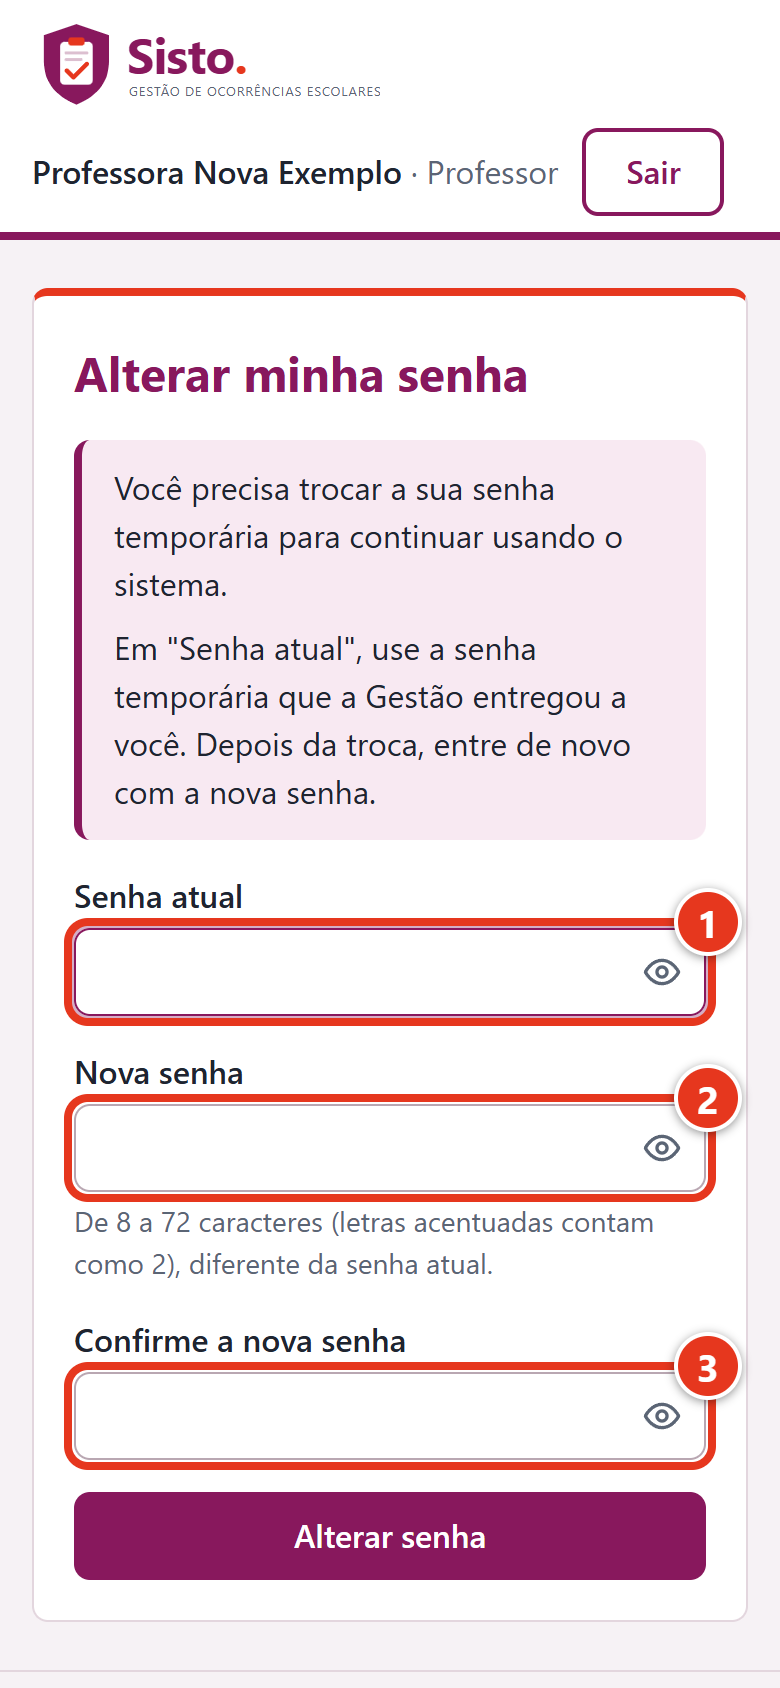 Sisto.
GESTÃO DE OCORRÊNCIAS ESCOLARES
Professora Nova Exemplo · Professor
Sair
Alterar minha senha
Você precisa trocar a sua senha
temporária para continuar usando o
sistema.
Em "Senha atual", use a senha
temporária que a Gestão entregou a
você. Depois da troca, entre de novo
com a nova senha.
Senha atual
1
Nova senha
2
De 8 a 72 caracteres (letras acentuadas contam
como 2), diferente da senha atual.
Confirme a nova senha
3
Alterar senha